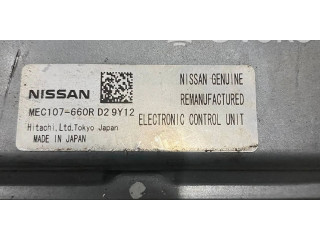 NISSAN
NISSAN GENUINE
MEC107-660R D2 9Y12
REMANUFACTURED
Hitachi,Ltd.Tokyo Japan
ELECTRONIC CONTROL UNIT
MADE IN JAPAN